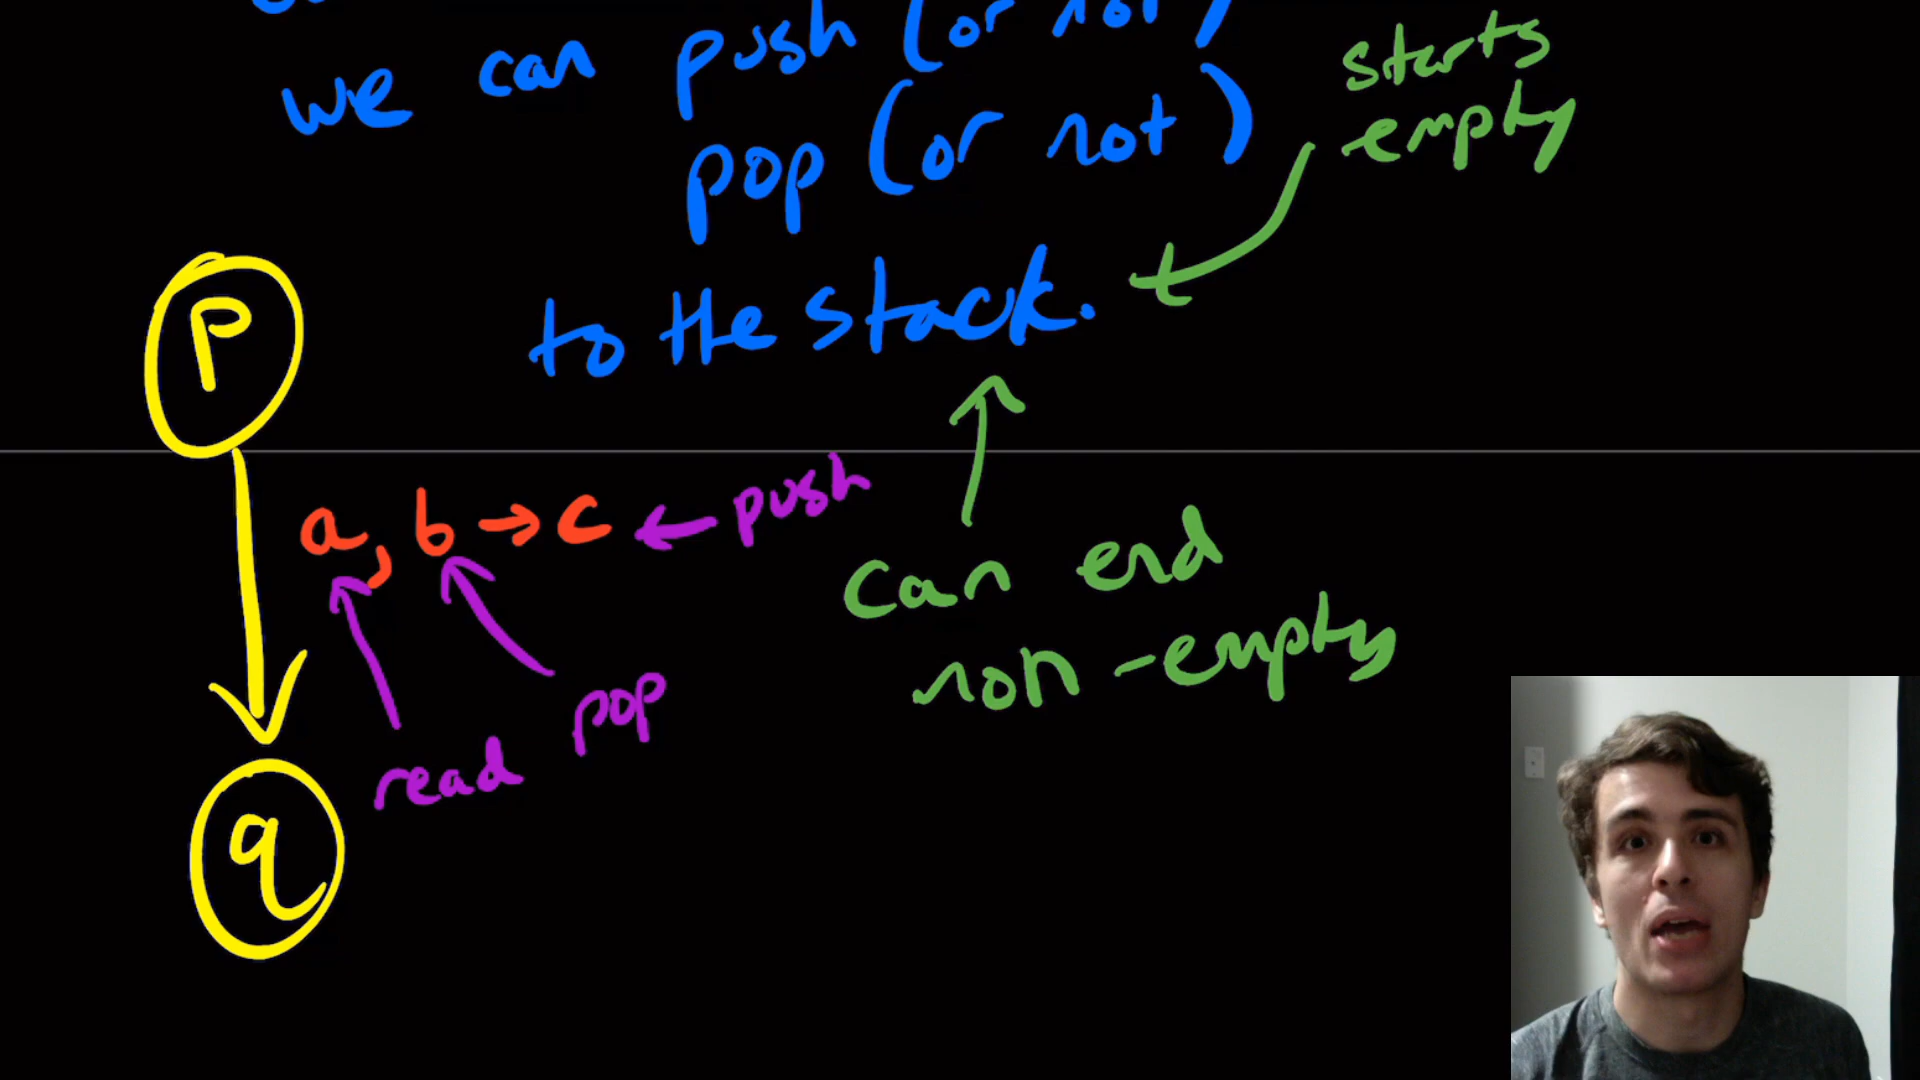 we can push (or not)
pop (or not)
to the stack.
starts
empty
P
a, b → c ← push
read pop
q
can end
non-empty